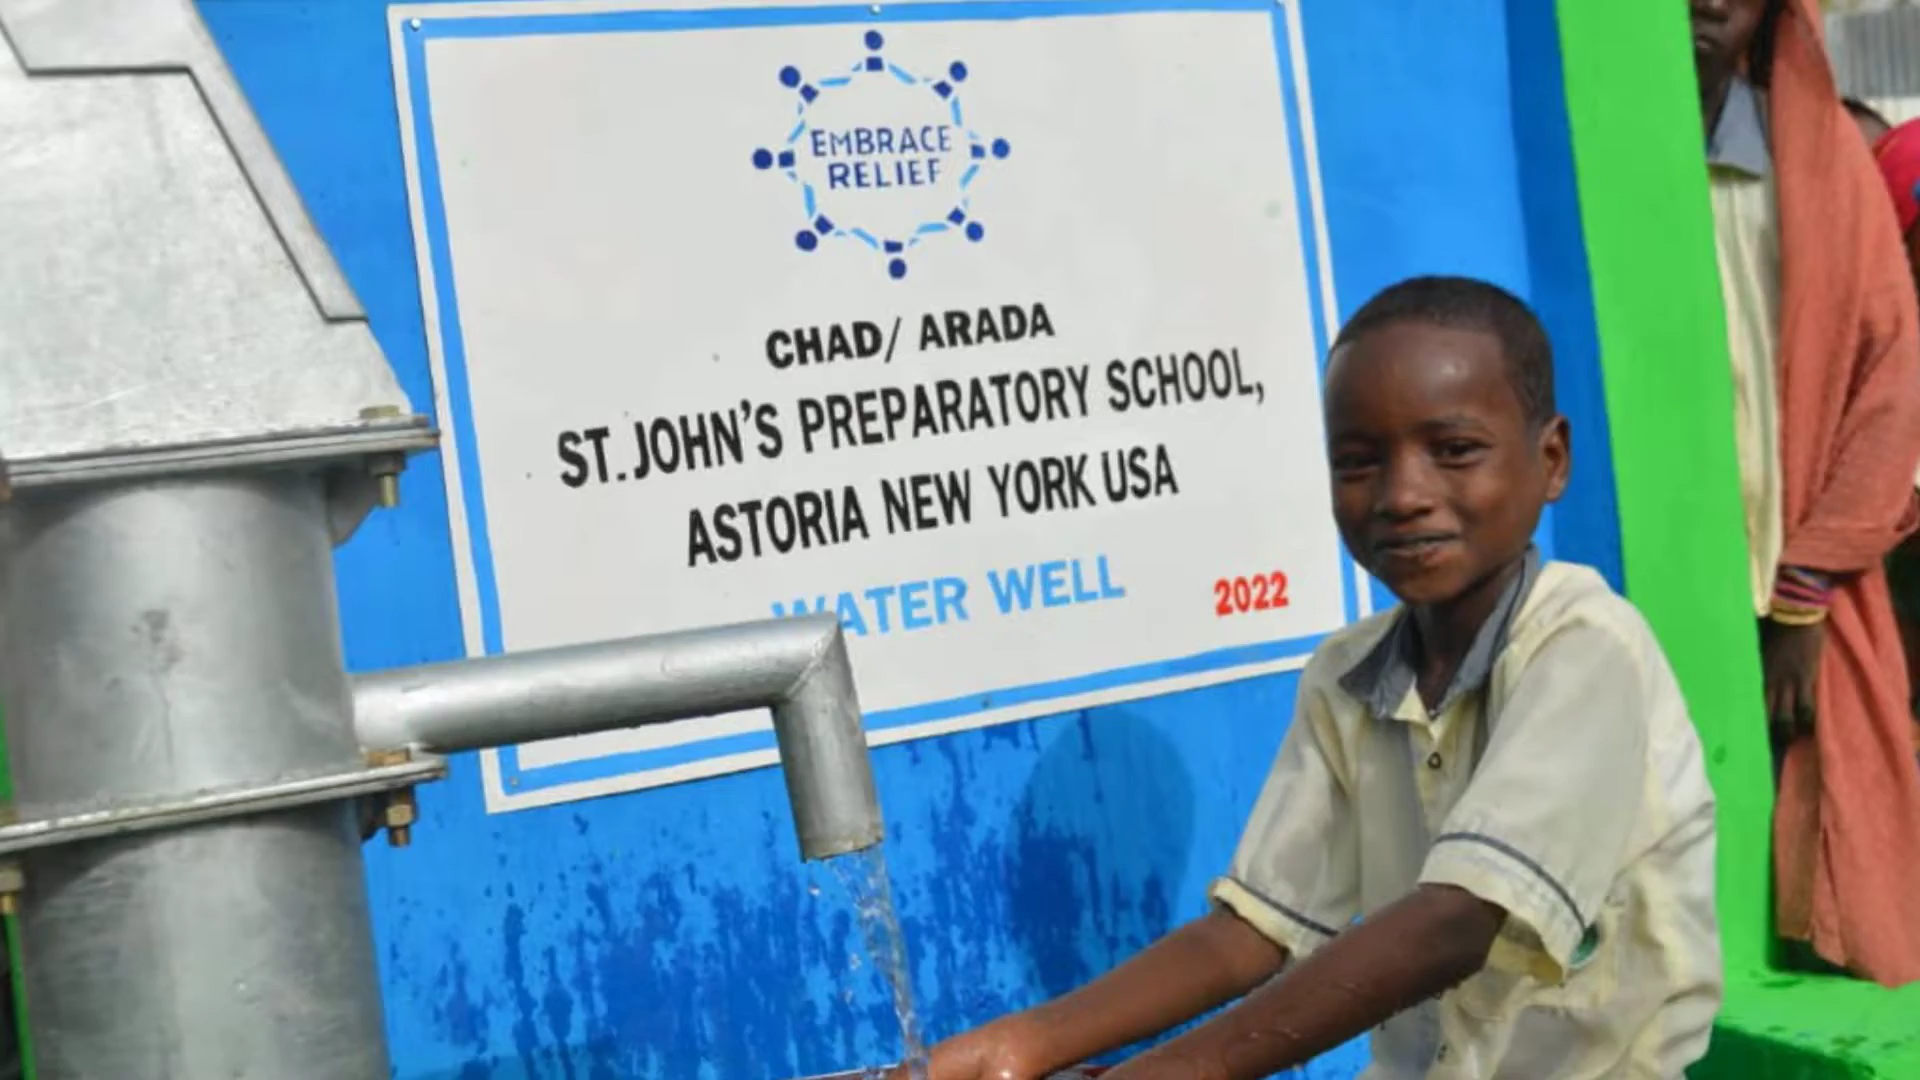 EMBRACE
RELIEF
CHAD/ ARADA
ST. JOHN'S PREPARATORY SCHOOL,
ASTORIA NEW YORK USA
WATER WELL
2022